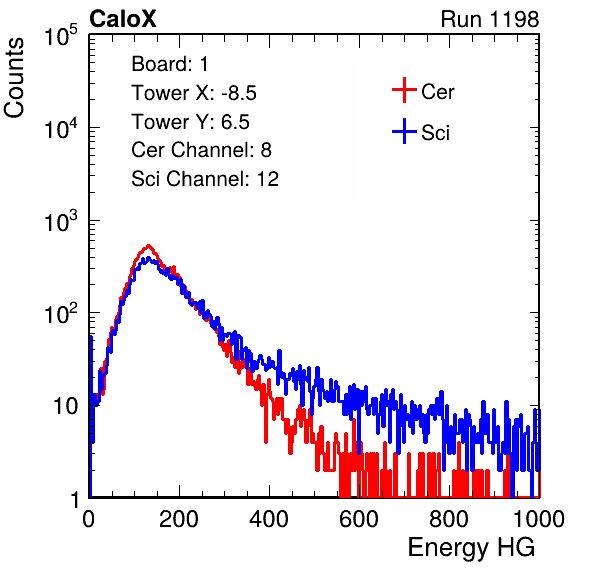 CaloX Run 1198
Counts
Board: 1
Tower X: -8.5
Tower Y: 6.5
Cer Channel: 8
Sci Channel: 12
Cer
Sci
10^5
10^4
10^3
10^2
10
1
0 200 400 600 800 1000
Energy HG